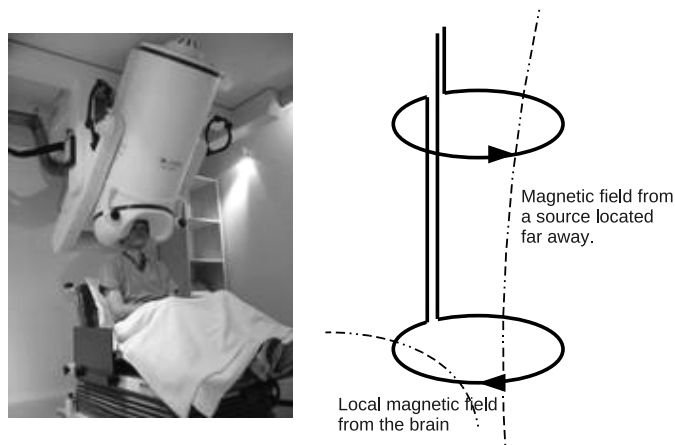 Magnetic field from
a source located
far away.
Local magnetic field
from the brain